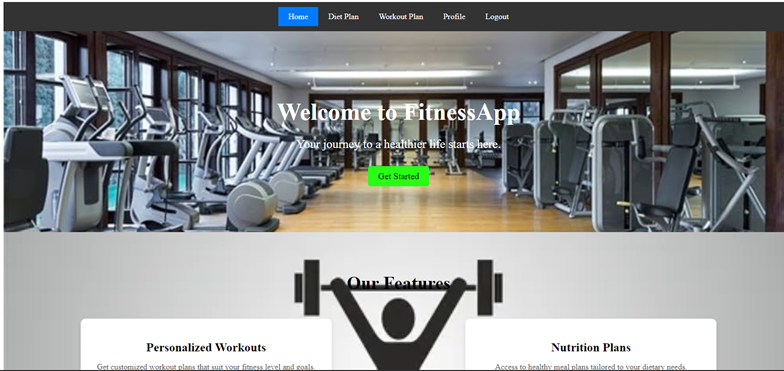 Home Diet Plan Workout Plan Profile Logout
Welcome to FitnessApp
Your journey to a healthier life starts here.
Get Started
Our Features
Personalized Workouts
Nutrition Plans
Get customized workout plans that suit your fitness level and goals.
Access to healthy meal plans tailored to your dietary needs.